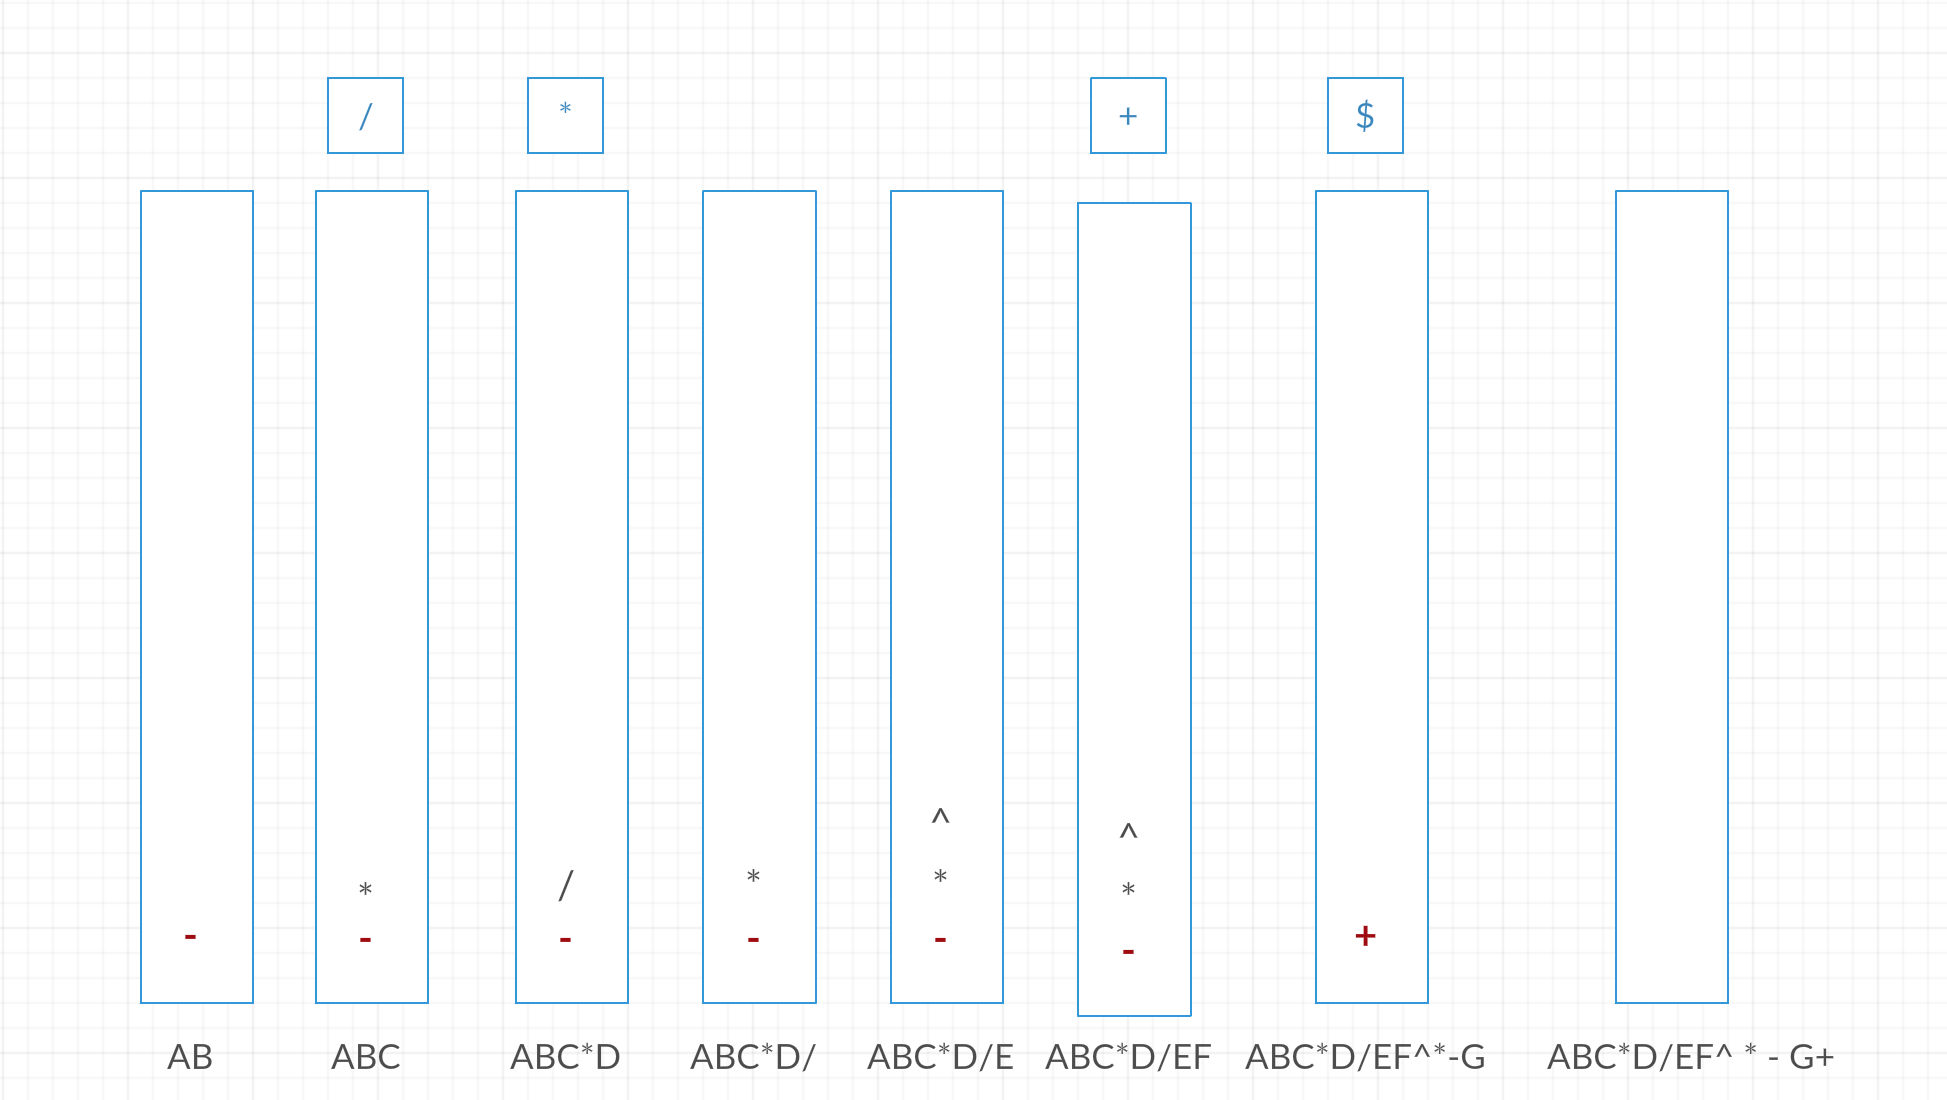 / * + $
^ ^
* / * * *
- - - - - - +
AB ABC ABC*D ABC*D/ ABC*D/E ABC*D/EF ABC*D/EF^*-G ABC*D/EF^ * - G+